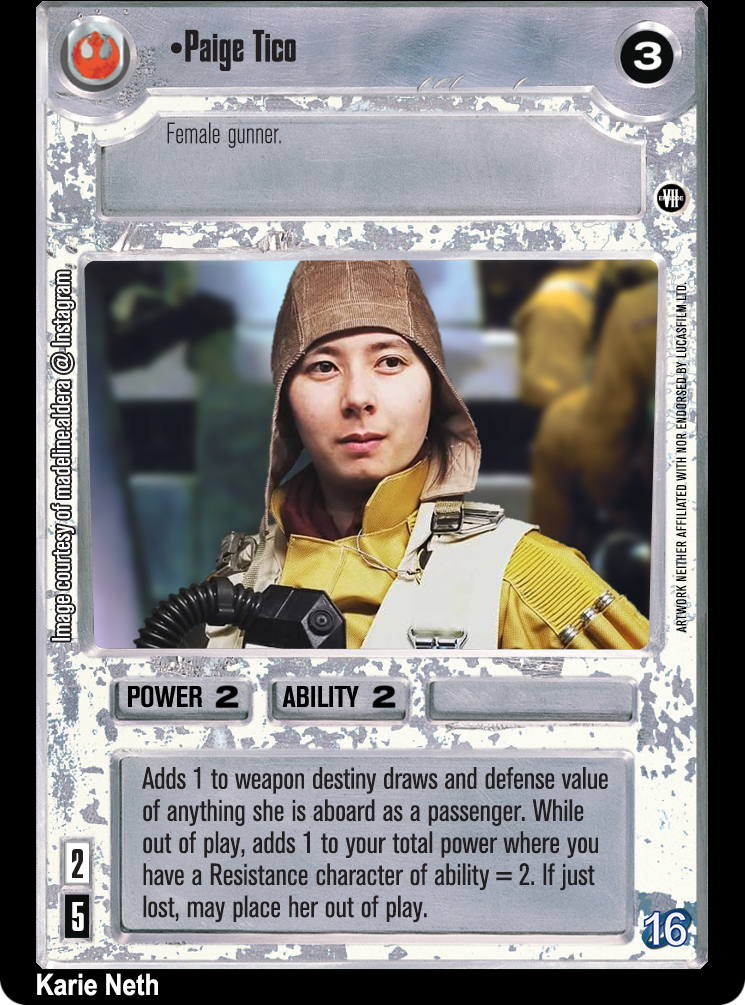 •Paige Tico
3
Female gunner.
EPISODE
VII
Image courtesy of madeline.aldera @ Instagram
ARTWORK NEITHER AFFILIATED WITH NOR ENDORSED BY LUCASFILM LTD.
POWER 2
ABILITY 2
Adds 1 to weapon destiny draws and defense value
of anything she is aboard as a passenger. While
out of play, adds 1 to your total power where you
have a Resistance character of ability = 2. If just
lost, may place her out of play.
2
5
16
Karie Neth